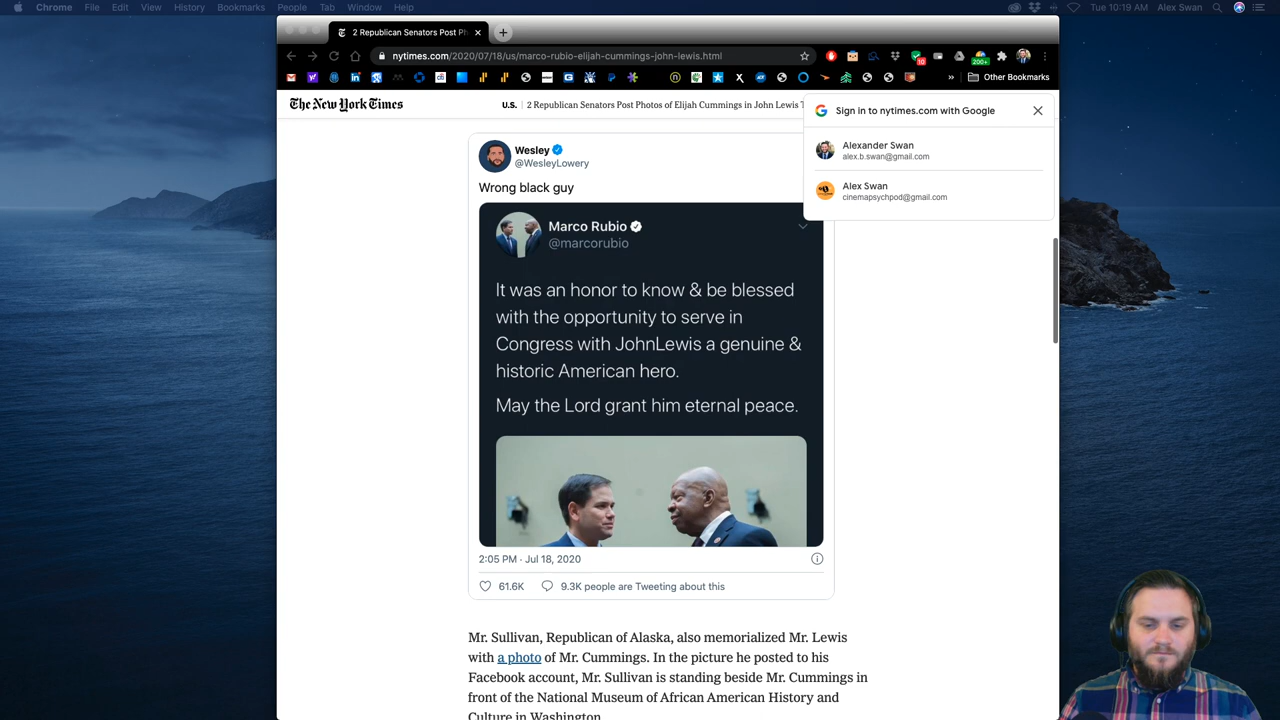 Chrome File Edit View History Bookmarks People Tab Window Help Tue 10:19 AM Alex Swan
2 Republican Senators Post Ph
nytimes.com/2020/07/18/us/marco-rubio-elijah-cummings-john-lewis.html
10 200+
Other Bookmarks
The New York Times U.S. 2 Republican Senators Post Photos of Elijah Cummings in John Lewis T
Sign in to nytimes.com with Google
Alexander Swan
alex.b.swan@gmail.com
Alex Swan
cinemapsychpod@gmail.com
Wesley
@WesleyLowery
Wrong black guy
Marco Rubio
@marcorubio
It was an honor to know & be blessed
with the opportunity to serve in
Congress with JohnLewis a genuine &
historic American hero.
May the Lord grant him eternal peace.
2:05 PM · Jul 18, 2020
61.6K 9.3K people are Tweeting about this
Mr. Sullivan, Republican of Alaska, also memorialized Mr. Lewis
with a photo of Mr. Cummings. In the picture he posted to his
Facebook account, Mr. Sullivan is standing beside Mr. Cummings in
front of the National Museum of African American History and
Culture in Washington